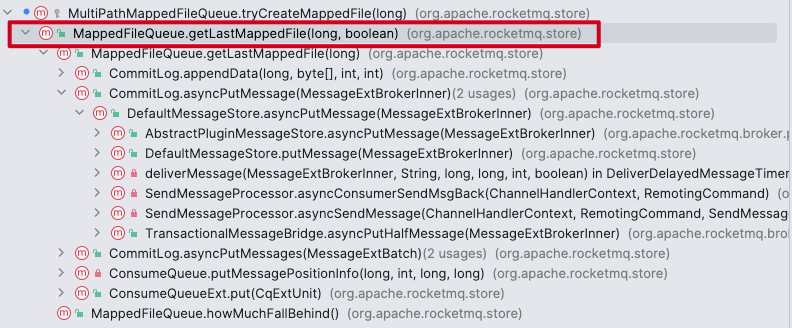 MultiPathMappedFileQueue.tryCreateMappedFile(long) (org.apache.rocketmq.store)
MappedFileQueue.getLastMappedFile(long, boolean) (org.apache.rocketmq.store)
MappedFileQueue.getLastMappedFile(long) (org.apache.rocketmq.store)
CommitLog.appendData(long, byte[], int, int) (org.apache.rocketmq.store)
CommitLog.asyncPutMessage(MessageExtBrokerInner)(2 usages) (org.apache.rocketmq.store)
DefaultMessageStore.asyncPutMessage(MessageExtBrokerInner) (org.apache.rocketmq.store)
AbstractPluginMessageStore.asyncPutMessage(MessageExtBrokerInner) (org.apache.rocketmq.broker.p
DefaultMessageStore.putMessage(MessageExtBrokerInner) (org.apache.rocketmq.store)
deliverMessage(MessageExtBrokerInner, String, long, long, int, boolean) in DeliverDelayedMessageTimer
SendMessageProcessor.asyncConsumerSendMsgBack(ChannelHandlerContext, RemotingCommand) (o
SendMessageProcessor.asyncSendMessage(ChannelHandlerContext, RemotingCommand, SendMessage
TransactionalMessageBridge.asyncPutHalfMessage(MessageExtBrokerInner) (org.apache.rocketmq.bro
CommitLog.asyncPutMessages(MessageExtBatch)(2 usages) (org.apache.rocketmq.store)
ConsumeQueue.putMessagePositionInfo(long, int, long, long) (org.apache.rocketmq.store)
ConsumeQueueExt.put(CqExtUnit) (org.apache.rocketmq.store)
MappedFileQueue.howMuchFallBehind() (org.apache.rocketmq.store)